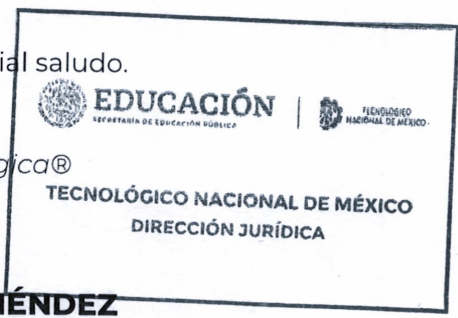 ial saludo.
EDUCACIÓN
SECRETARÍA DE EDUCACIÓN PÚBLICA
TECNOLÓGICO
NACIONAL DE MÉXICO
gica®
TECNOLÓGICO NACIONAL DE MÉXICO
DIRECCIÓN JURÍDICA
ÉNDEZ